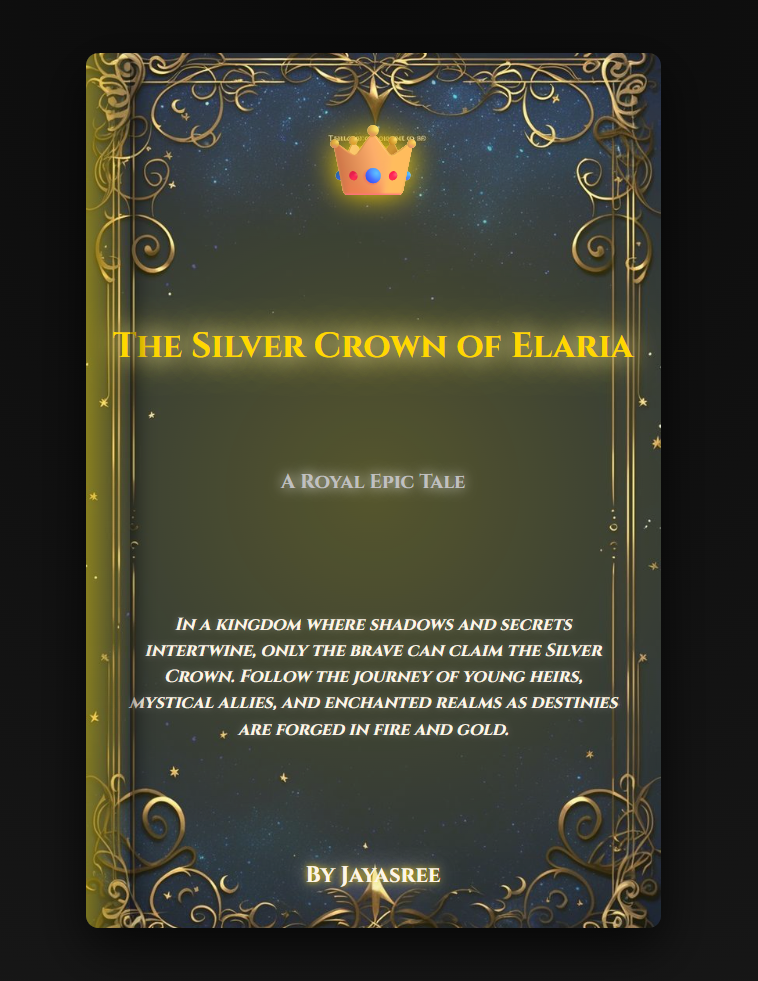 The Silver Crown of Elaria
A Royal Epic Tale
In a kingdom where shadows and secrets
intertwine, only the brave can claim the Silver
Crown. Follow the journey of young heirs,
mystical allies, and enchanted realms as destinies
are forged in fire and gold.
By Jayasree